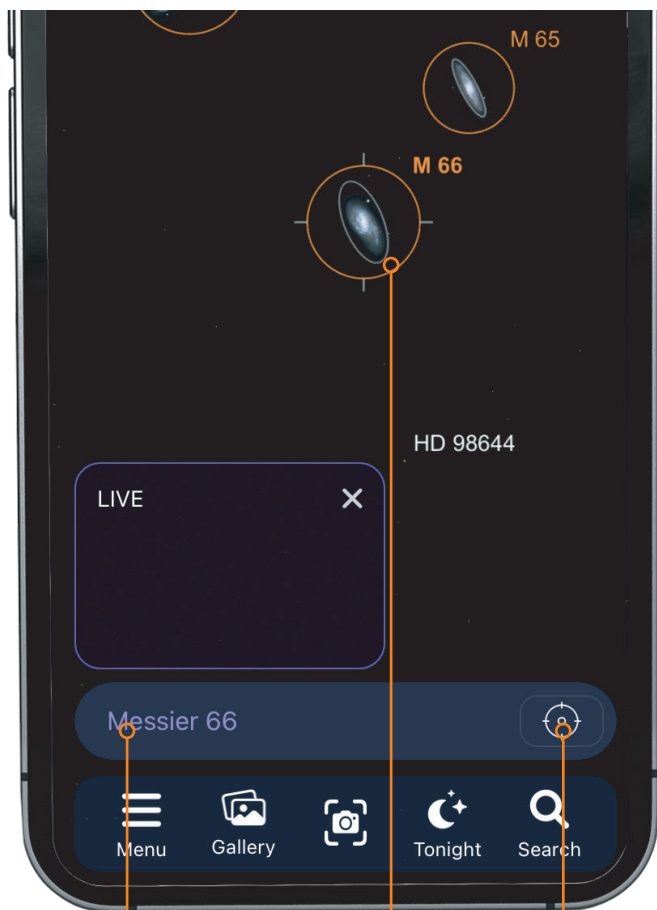 M 65
M 66
HD 98644
LIVE
Messier 66
Menu
Gallery
Tonight
Search